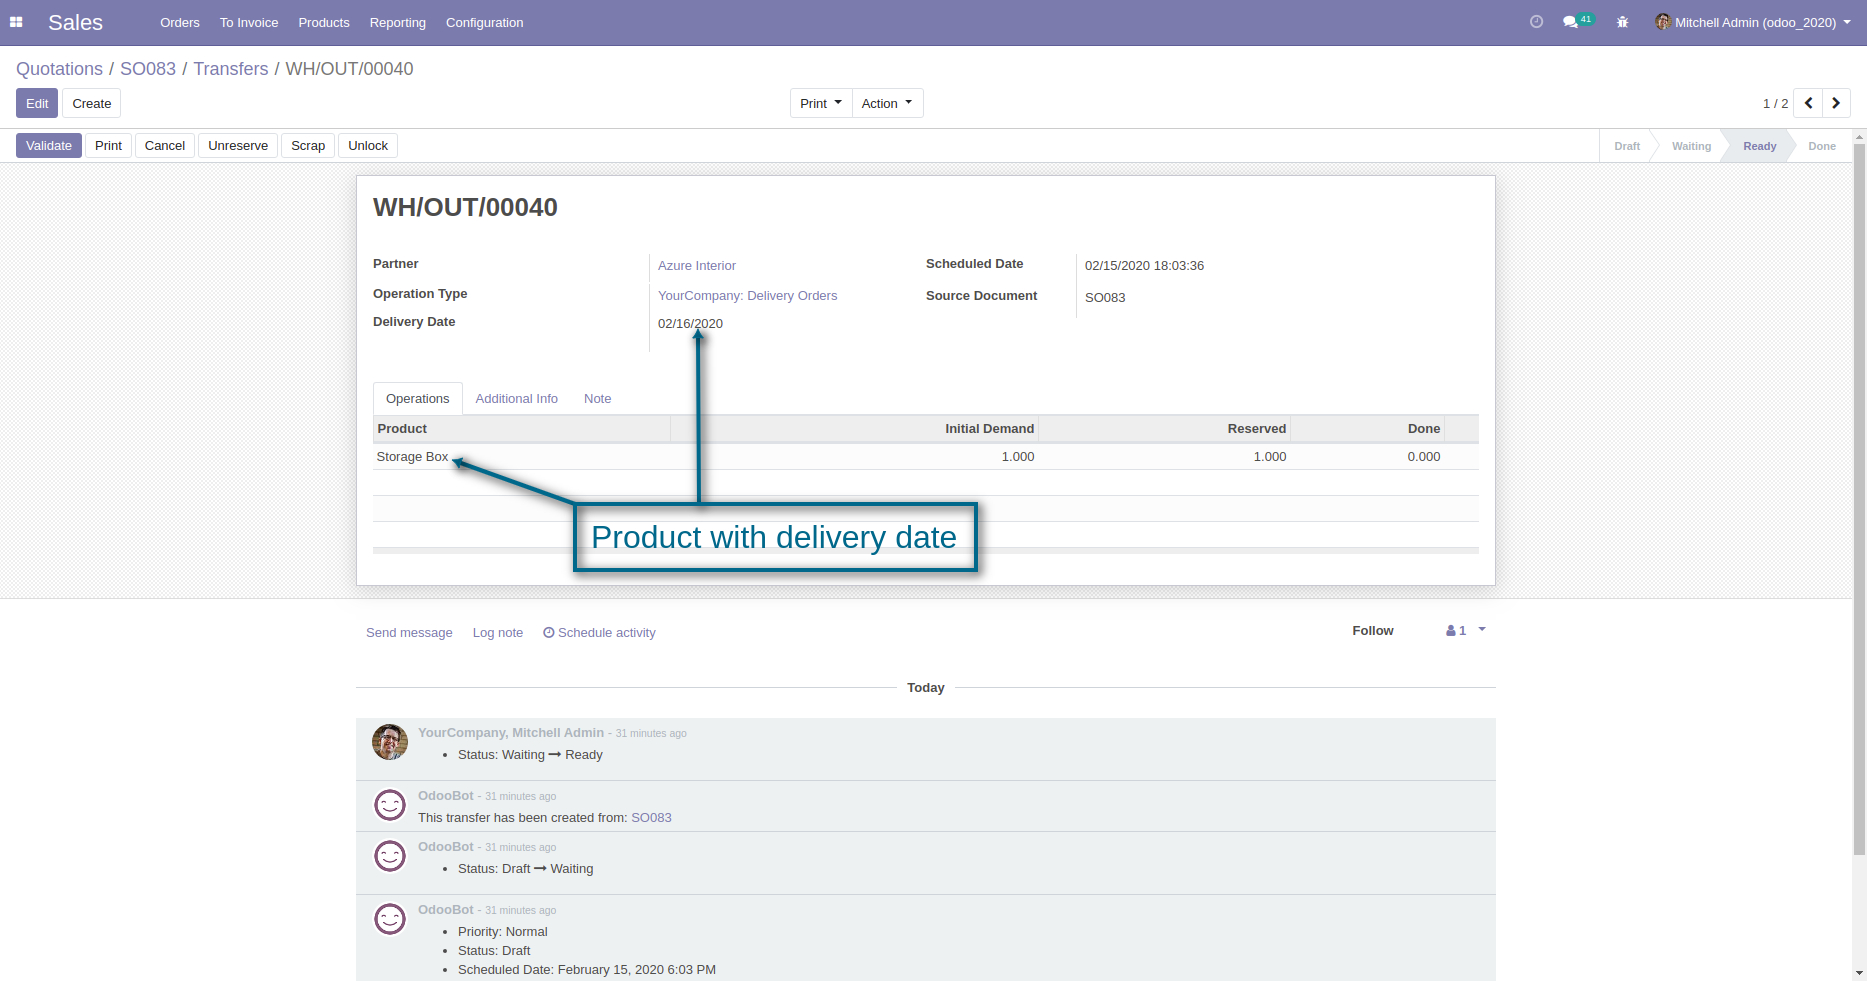 Sales Orders To Invoice Products Reporting Configuration 41 Mitchell Admin (odoo_2020)
Quotations / SO083 / Transfers / WH/OUT/00040
Edit Create Print Action 1 / 2
Validate Print Cancel Unreserve Scrap Unlock Draft Waiting Ready Done
WH/OUT/00040
Partner Azure Interior Scheduled Date 02/15/2020 18:03:36
Operation Type YourCompany: Delivery Orders Source Document SO083
Delivery Date 02/16/2020
Operations Additional Info Note
Product Initial Demand Reserved Done
Storage Box 1.000 1.000 0.000
Product with delivery date
Send message Log note Schedule activity Follow 1
Today
YourCompany, Mitchell Admin - 31 minutes ago
• Status: Waiting ➞ Ready
OdooBot - 31 minutes ago
This transfer has been created from: SO083
OdooBot - 31 minutes ago
• Status: Draft ➞ Waiting
OdooBot - 31 minutes ago
• Priority: Normal
• Status: Draft
• Scheduled Date: February 15, 2020 6:03 PM